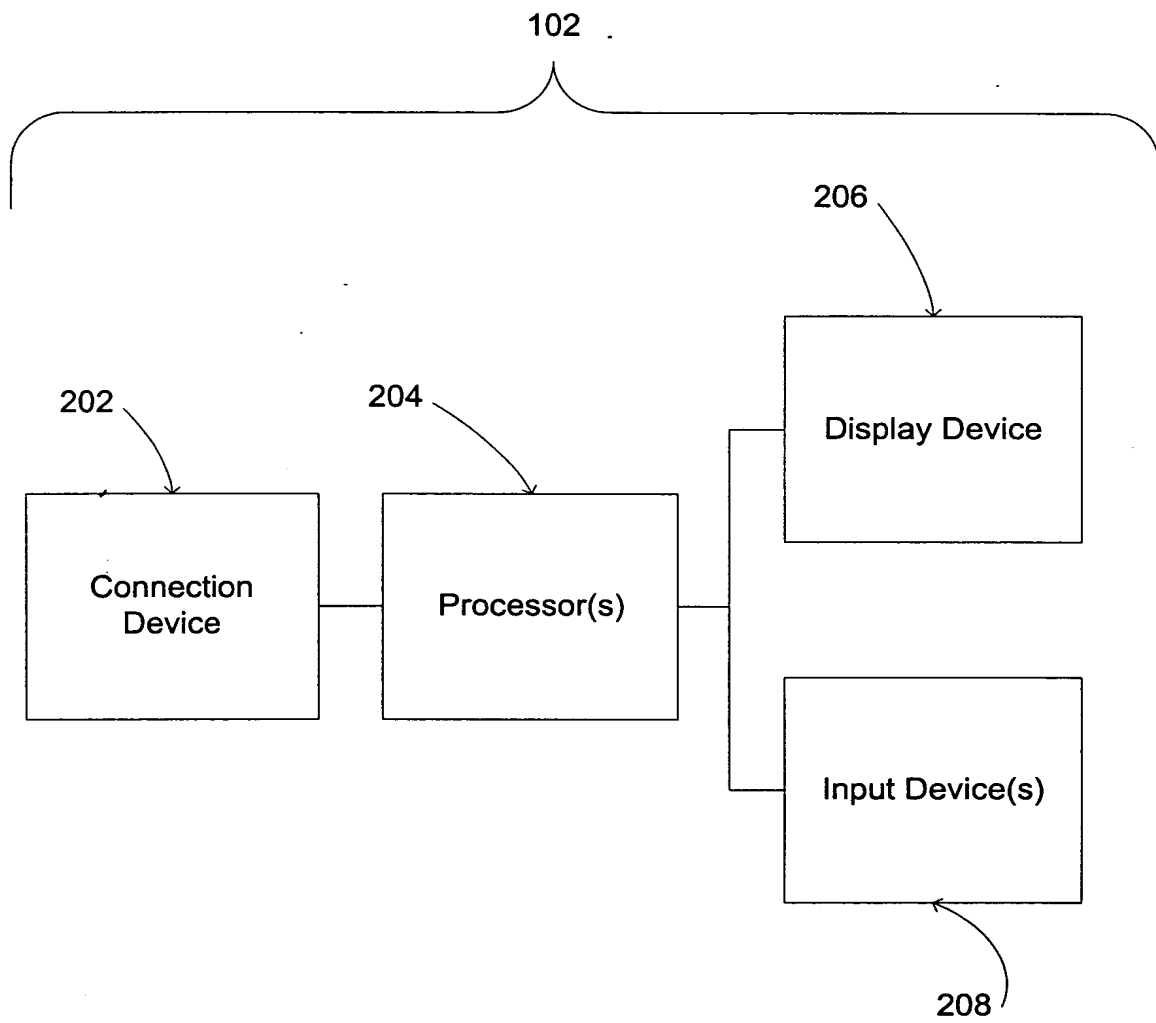 102
206
202
204
Display Device
Connection
Device
Processor(s)
Input Device(s)
208